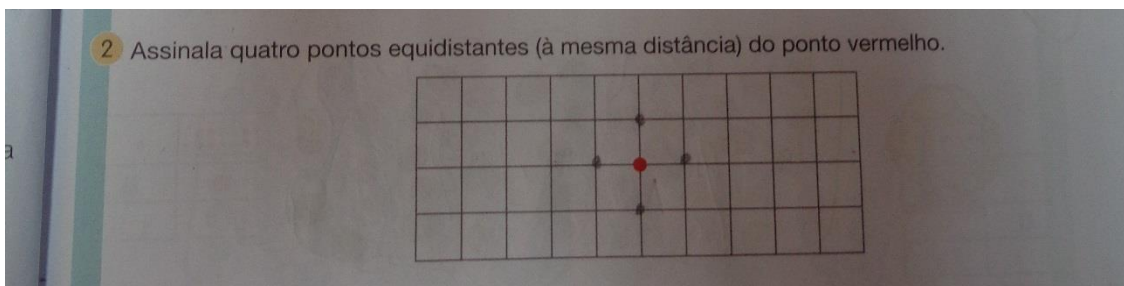 2 Assinala quatro pontos equidistantes (à mesma distância) do ponto vermelho.